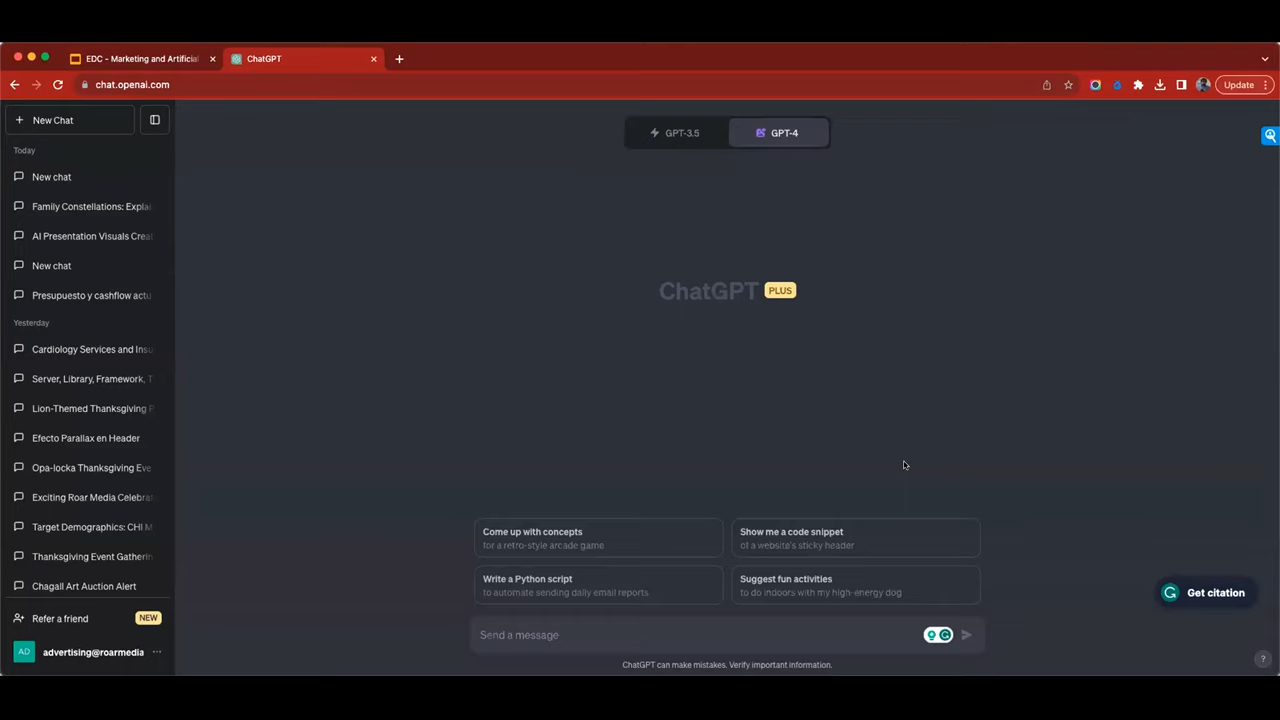 EDC - Marketing and Artificial
ChatGPT
chat.openai.com
Update
New Chat
GPT-3.5
GPT-4
Today
New chat
Family Constellations: Explai
AI Presentation Visuals Creat
New chat
Presupuesto y cashflow actu
Yesterday
Cardiology Services and Insu
Server, Library, Framework, T
Lion-Themed Thanksgiving P
Efecto Parallax en Header
Opa-locka Thanksgiving Eve
Exciting Roar Media Celebrat
Target Demographics: CHI M
Thanksgiving Event Gatherin
Chagall Art Auction Alert
Refer a friend
NEW
AD
advertising@roarmedia
ChatGPT
PLUS
Come up with concepts
for a retro-style arcade game
Show me a code snippet
of a website's sticky header
Write a Python script
to automate sending daily email reports
Suggest fun activities
to do indoors with my high-energy dog
Get citation
Send a message
ChatGPT can make mistakes. Verify important information.
?